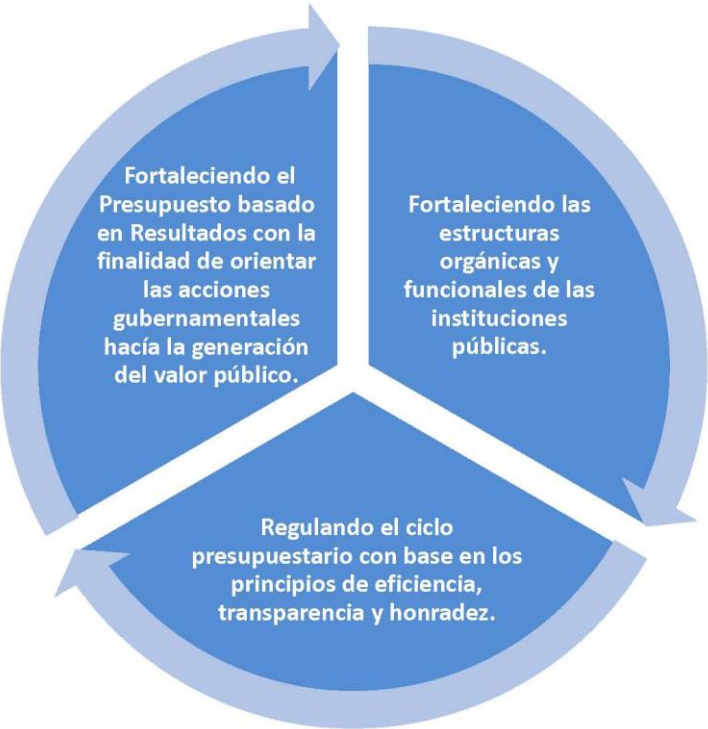 Fortaleciendo el
Presupuesto basado
en Resultados con la
finalidad de orientar
las acciones
gubernamentales
hacía la generación
del valor público.
Fortaleciendo las
estructuras
orgánicas y
funcionales de las
instituciones
públicas.
Regulando el ciclo
presupuestario con base en los
principios de eficiencia,
transparencia y honradez.